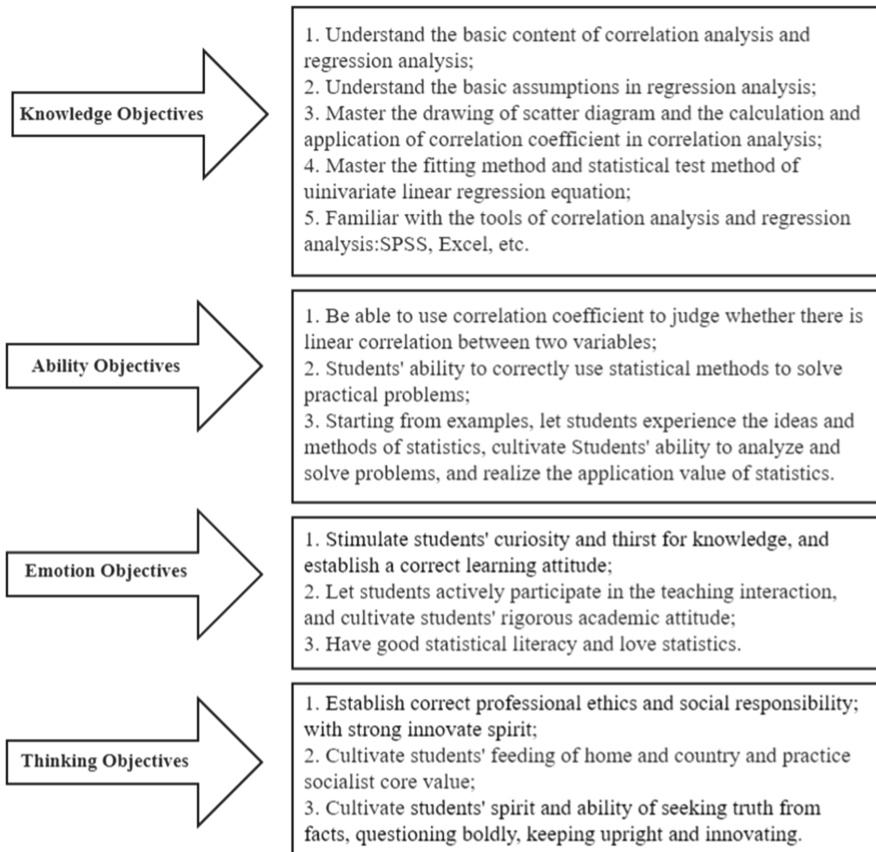 Knowledge Objectives
1. Understand the basic content of correlation analysis and
regression analysis;
2. Understand the basic assumptions in regression analysis;
3. Master the drawing of scatter diagram and the calculation and
application of correlation coefficient in correlation analysis;
4. Master the fitting method and statistical test method of
uinivariate linear regression equation;
5. Familiar with the tools of correlation analysis and regression
analysis:SPSS, Excel, etc.
Ability Objectives
1. Be able to use correlation coefficient to judge whether there is
linear correlation between two variables;
2. Students' ability to correctly use statistical methods to solve
practical problems;
3. Starting from examples, let students experience the ideas and
methods of statistics, cultivate Students' ability to analyze and
solve problems, and realize the application value of statistics.
Emotion Objectives
1. Stimulate students' curiosity and thirst for knowledge, and
establish a correct learning attitude;
2. Let students actively participate in the teaching interaction,
and cultivate students' rigorous academic attitude;
3. Have good statistical literacy and love statistics.
Thinking Objectives
1. Establish correct professional ethics and social responsibility;
with strong innovate spirit;
2. Cultivate students' feeding of home and country and practice
socialist core value;
3. Cultivate students' spirit and ability of seeking truth from
facts, questioning boldly, keeping upright and innovating.